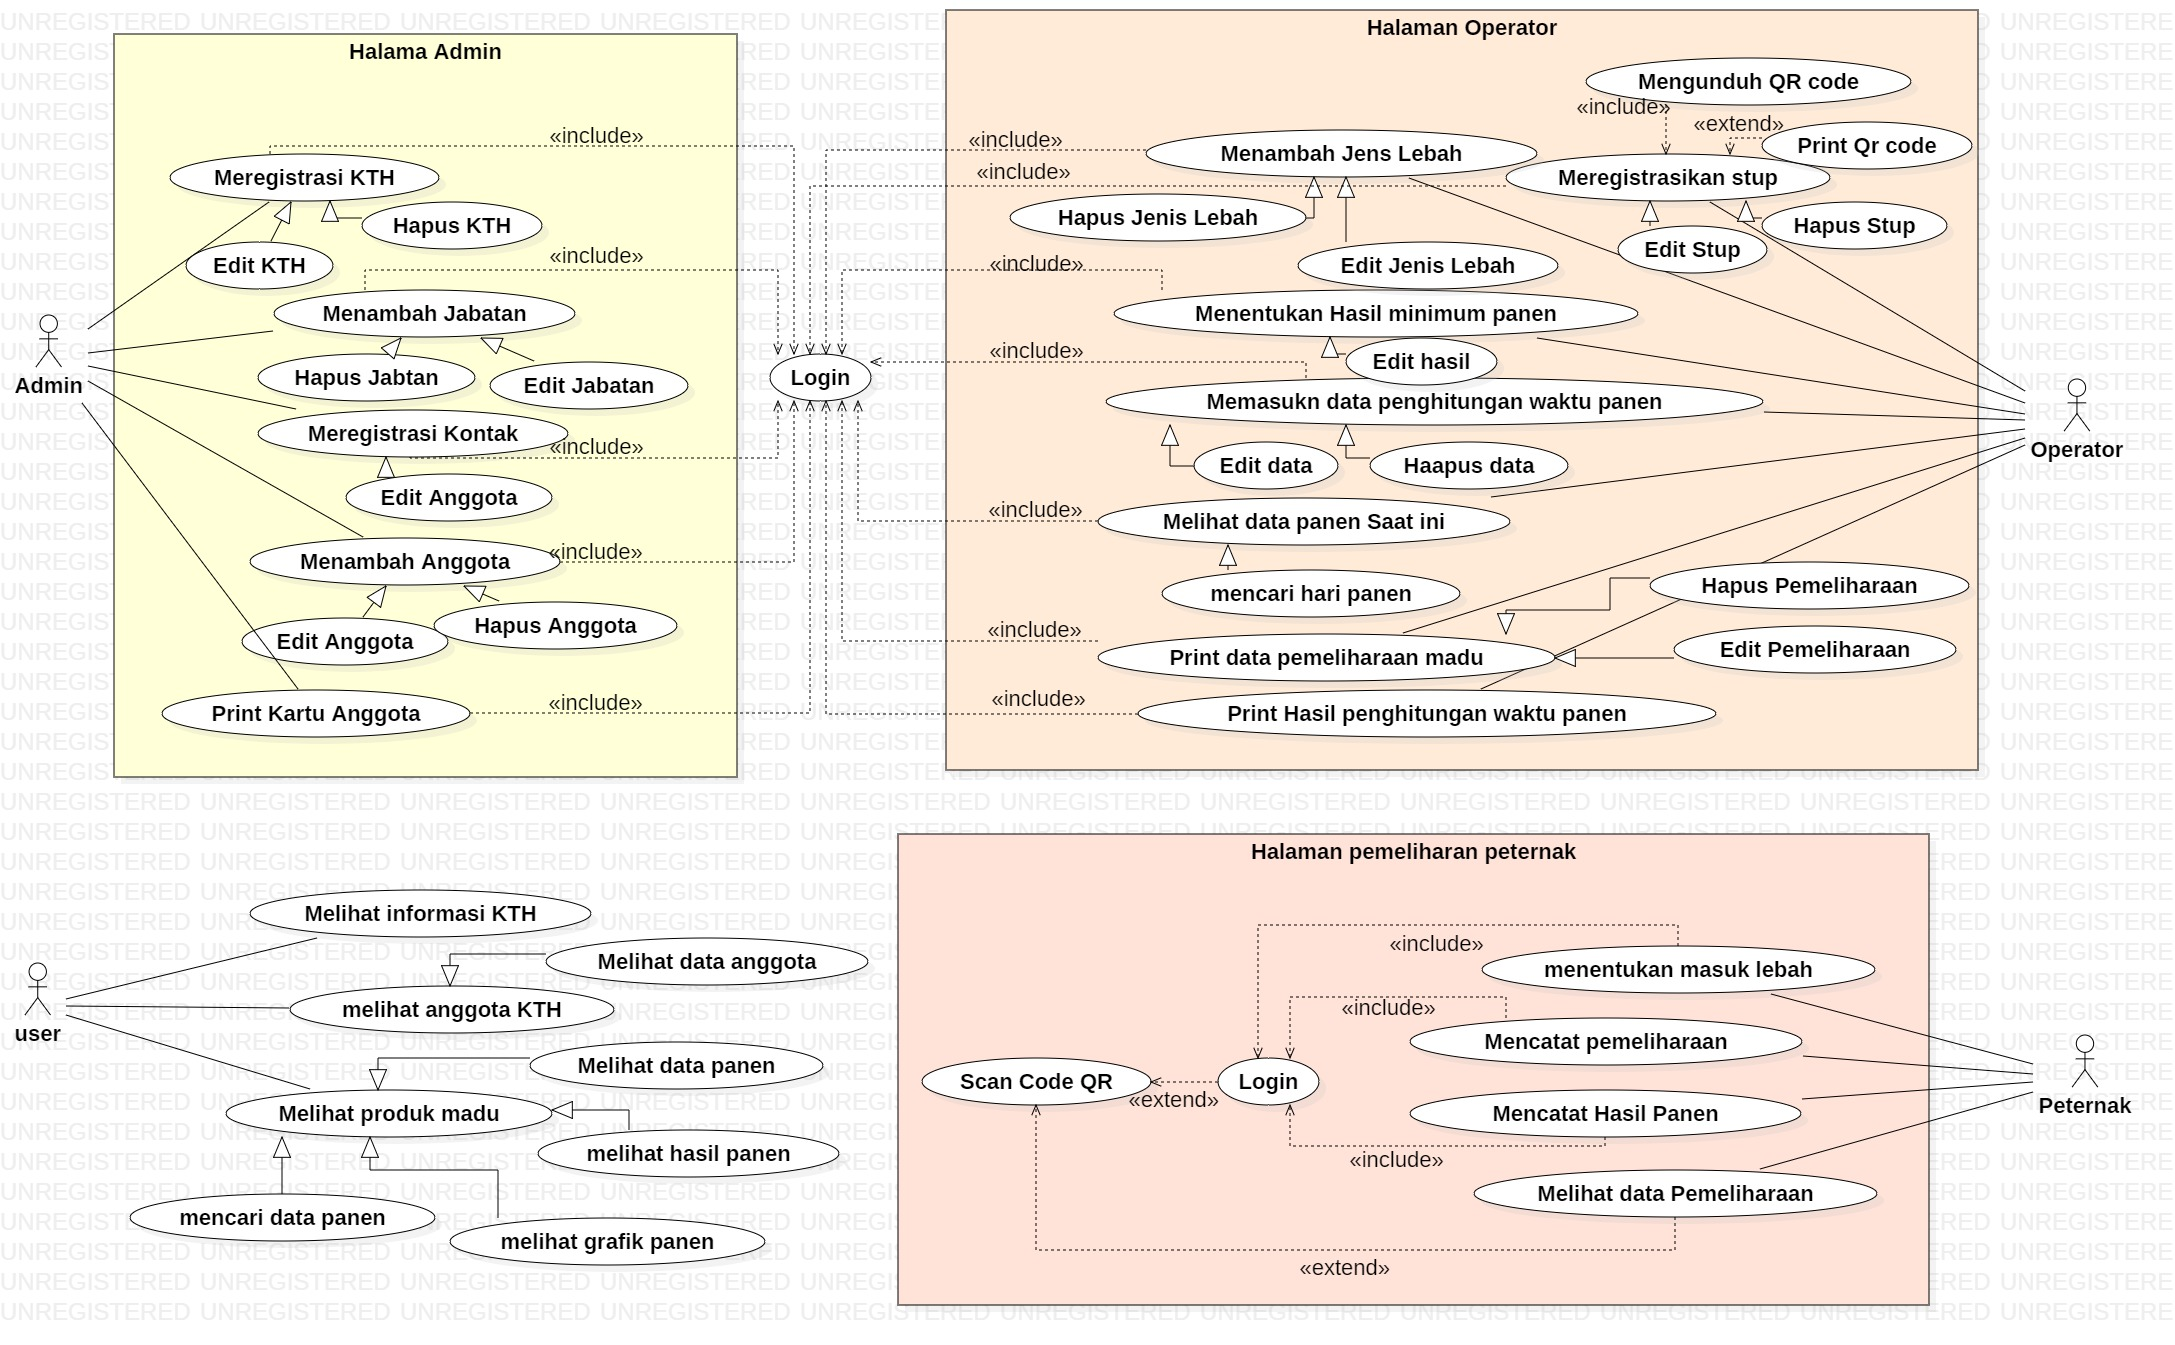 Halama Admin
«include»
Meregistrasi KTH
Hapus KTH
Edit KTH
«include»
Menambah Jabatan
Hapus Jabtan
Edit Jabatan
Admin
Meregistrasi Kontak
«include»
Edit Anggota
Menambah Anggota
«include»
Edit Anggota
Hapus Anggota
Print Kartu Anggota
«include»
Login
Halaman Operator
Mengunduh QR code
«include»
«extend»
Print Qr code
«include»
Menambah Jens Lebah
«include»
Meregistrasikan stup
Hapus Jenis Lebah
Hapus Stup
Edit Stup
«include»
Edit Jenis Lebah
Menentukan Hasil minimum panen
«include»
Edit hasil
Memasukn data penghitungan waktu panen
Operator
Edit data
Haapus data
«include»
Melihat data panen Saat ini
mencari hari panen
Hapus Pemeliharaan
«include»
Print data pemeliharaan madu
Edit Pemeliharaan
«include»
Print Hasil penghitungan waktu panen
Melihat informasi KTH
Melihat data anggota
melihat anggota KTH
user
Melihat data panen
Melihat produk madu
melihat hasil panen
mencari data panen
melihat grafik panen
Halaman pemeliharan peternak
«include»
menentukan masuk lebah
«include»
Mencatat pemeliharaan
Scan Code QR
Login
«extend»
Mencatat Hasil Panen
Peternak
«include»
Melihat data Pemeliharaan
«extend»
UNREGISTERED